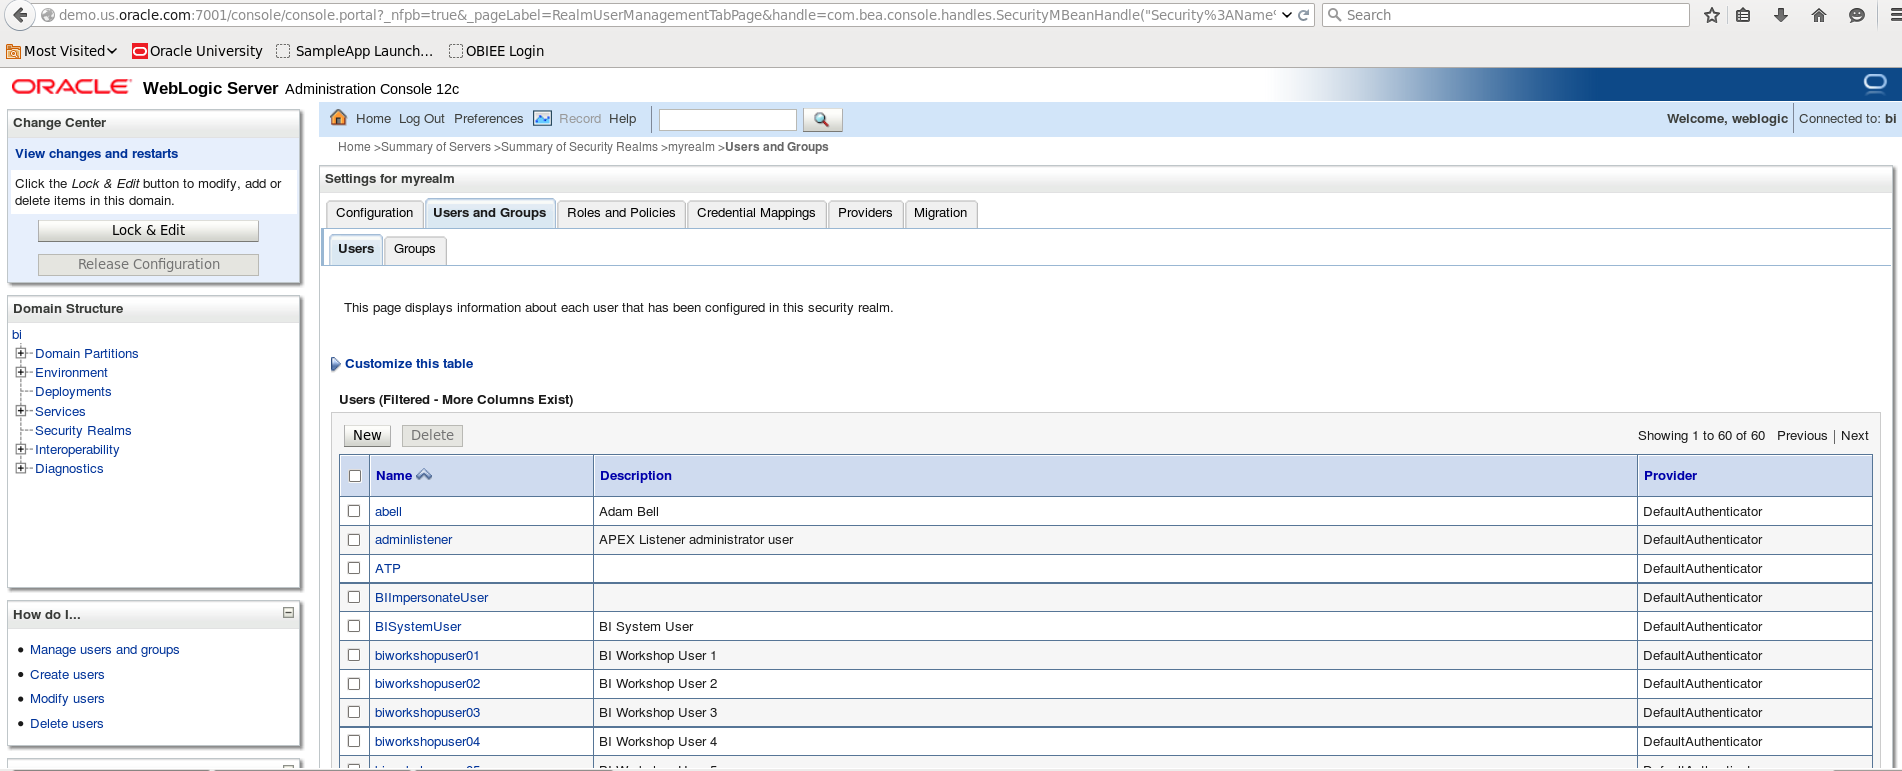 demo.us.oracle.com:7001/console/console.portal?_nfpb=true&_pageLabel=RealmUserManagementTabPage&handle=com.bea.console.handles.SecurityMBeanHandle("Security%3AName
Search
Most Visited
Oracle University
SampleApp Launch...
OBIEE Login
ORACLE WebLogic Server Administration Console 12c
Change Center
View changes and restarts
Click the Lock & Edit button to modify, add or
delete items in this domain.
Lock & Edit
Release Configuration
Domain Structure
bi
Domain Partitions
Environment
Deployments
Services
Security Realms
Interoperability
Diagnostics
How do I...
Manage users and groups
Create users
Modify users
Delete users
Home Log Out Preferences Record Help
Welcome, weblogic Connected to: bi
Home >Summary of Servers >Summary of Security Realms >myrealm >Users and Groups
Settings for myrealm
Configuration Users and Groups Roles and Policies Credential Mappings Providers Migration
Users Groups
This page displays information about each user that has been configured in this security realm.
Customize this table
Users (Filtered - More Columns Exist)
New Delete Showing 1 to 60 of 60 Previous | Next
Name Description Provider
abell Adam Bell DefaultAuthenticator
adminlistener APEX Listener administrator user DefaultAuthenticator
ATP DefaultAuthenticator
BIImpersonateUser DefaultAuthenticator
BISystemUser BI System User DefaultAuthenticator
biworkshopuser01 BI Workshop User 1 DefaultAuthenticator
biworkshopuser02 BI Workshop User 2 DefaultAuthenticator
biworkshopuser03 BI Workshop User 3 DefaultAuthenticator
biworkshopuser04 BI Workshop User 4 DefaultAuthenticator